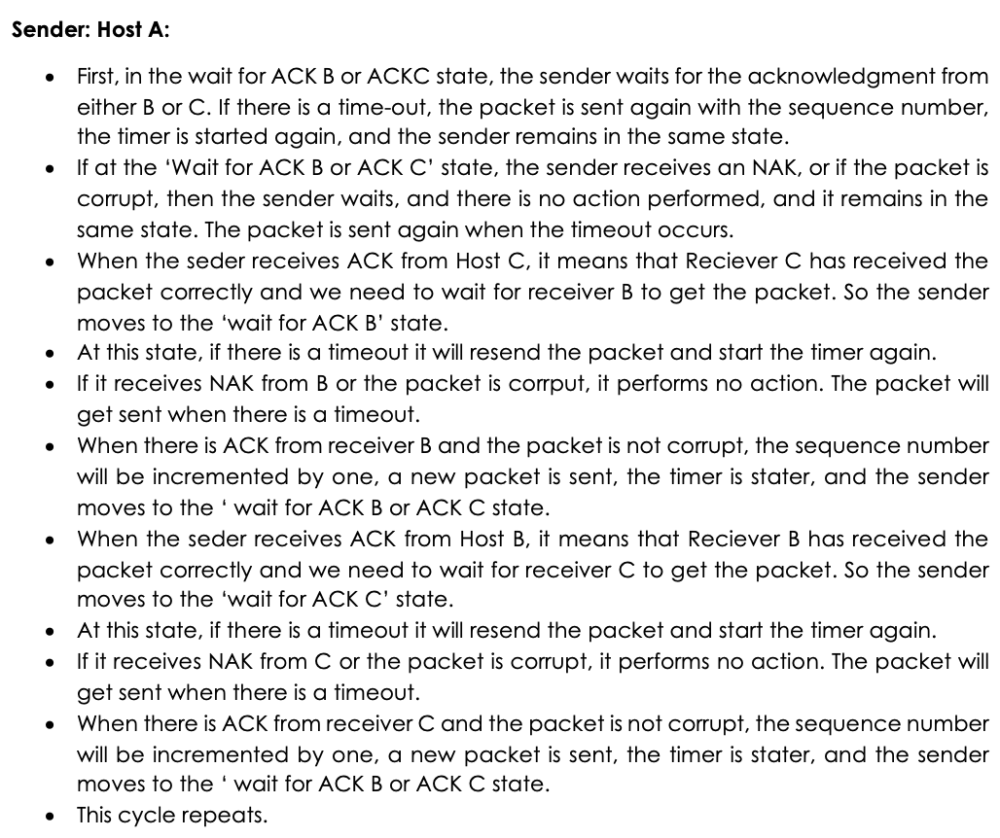 Sender: Host A:
• First, in the wait for ACK B or ACKC state, the sender waits for the acknowledgment from
either B or C. If there is a time-out, the packet is sent again with the sequence number,
the timer is started again, and the sender remains in the same state.
• If at the ‘Wait for ACK B or ACK C’ state, the sender receives an NAK, or if the packet is
corrupt, then the sender waits, and there is no action performed, and it remains in the
same state. The packet is sent again when the timeout occurs.
• When the seder receives ACK from Host C, it means that Reciever C has received the
packet correctly and we need to wait for receiver B to get the packet. So the sender
moves to the ‘wait for ACK B’ state.
• At this state, if there is a timeout it will resend the packet and start the timer again.
• If it receives NAK from B or the packet is corrput, it performs no action. The packet will
get sent when there is a timeout.
• When there is ACK from receiver B and the packet is not corrupt, the sequence number
will be incremented by one, a new packet is sent, the timer is stater, and the sender
moves to the ‘ wait for ACK B or ACK C state.
• When the seder receives ACK from Host B, it means that Reciever B has received the
packet correctly and we need to wait for receiver C to get the packet. So the sender
moves to the ‘wait for ACK C’ state.
• At this state, if there is a timeout it will resend the packet and start the timer again.
• If it receives NAK from C or the packet is corrupt, it performs no action. The packet will
get sent when there is a timeout.
• When there is ACK from receiver C and the packet is not corrupt, the sequence number
will be incremented by one, a new packet is sent, the timer is stater, and the sender
moves to the ‘ wait for ACK B or ACK C state.
• This cycle repeats.